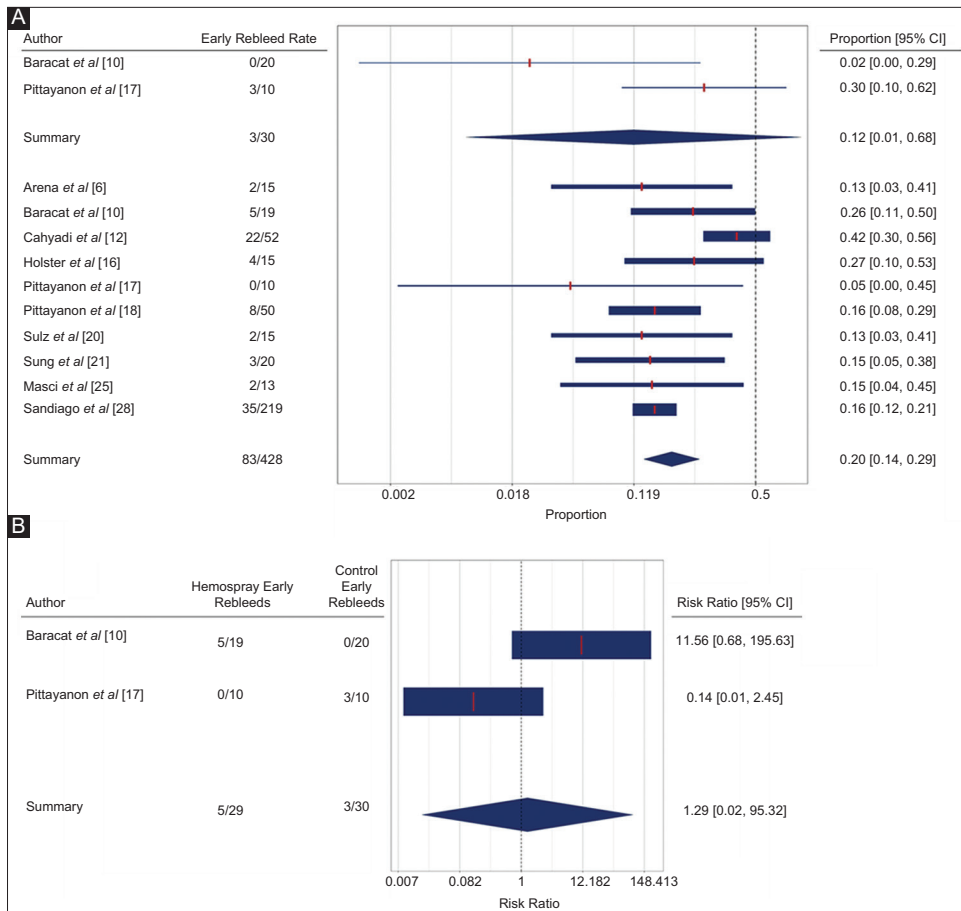 A
Author Early Rebleed Rate Proportion [95% CI]
Baracat et al [10] 0/20 0.02 [0.00, 0.29]
Pittayanon et al [17] 3/10 0.30 [0.10, 0.62]
Summary 3/30 0.12 [0.01, 0.68]
Arena et al [6] 2/15 0.13 [0.03, 0.41]
Baracat et al [10] 5/19 0.26 [0.11, 0.50]
Cahyadi et al [12] 22/52 0.42 [0.30, 0.56]
Holster et al [16] 4/15 0.27 [0.10, 0.53]
Pittayanon et al [17] 0/10 0.05 [0.00, 0.45]
Pittayanon et al [18] 8/50 0.16 [0.08, 0.29]
Sulz et al [20] 2/15 0.13 [0.03, 0.41]
Sung et al [21] 3/20 0.15 [0.05, 0.38]
Masci et al [25] 2/13 0.15 [0.04, 0.45]
Sandiago et al [28] 35/219 0.16 [0.12, 0.21]
Summary 83/428 0.20 [0.14, 0.29]
0.002 0.018 0.119 0.5
Proportion
B
Control
Hemospray Early Early
Author Rebleeds Rebleeds Risk Ratio [95% CI]
Baracat et al [10] 5/19 0/20 11.56 [0.68, 195.63]
Pittayanon et al [17] 0/10 3/10 0.14 [0.01, 2.45]
Summary 5/29 3/30 1.29 [0.02, 95.32]
0.007 0.082 1 12.182 148.413
Risk Ratio